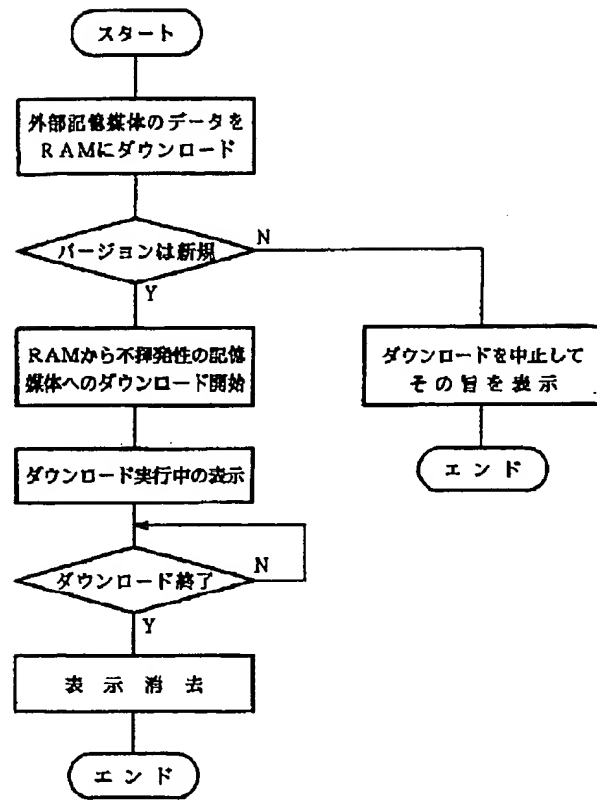 スタート
外部記憶媒体のデータを
RAMにダウンロード
バージョンは新規
N
Y
RAMから不揮発性の記憶
媒体へのダウンロード開始
ダウンロードを中止して
その旨を表示
エンド
ダウンロード実行中の表示
ダウンロード終了
N
Y
表示消去
エンド